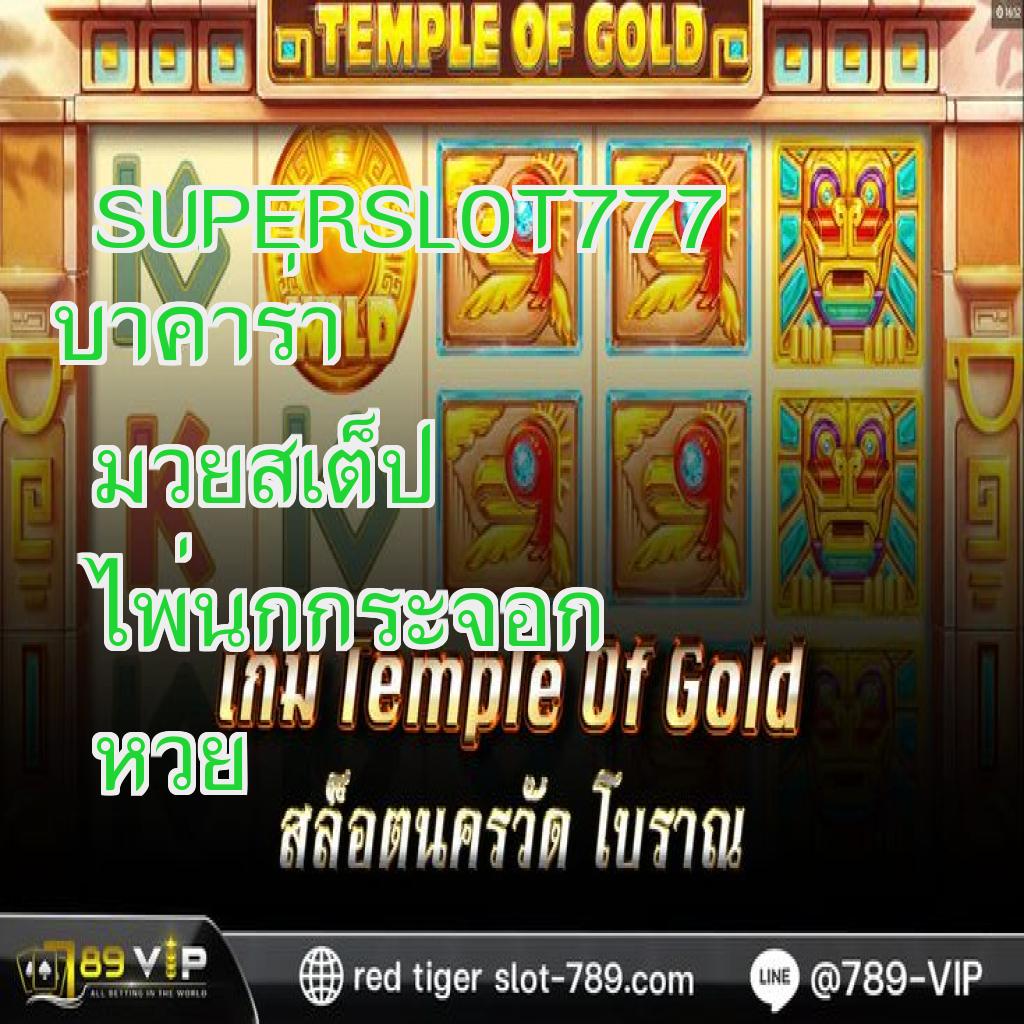 TEMPLE OF GOLD
SUPERSLOT777
WILD
บาคาร่า
มวยสเต็ป
K
ไพ่นกกระจอก
เกม Temple Of Gold
หวย
สล็อตนครวัด โบราณ
789 VIP
ALL BETTING IN THE WORLD
red tiger slot-789.com
LINE @789-VIP